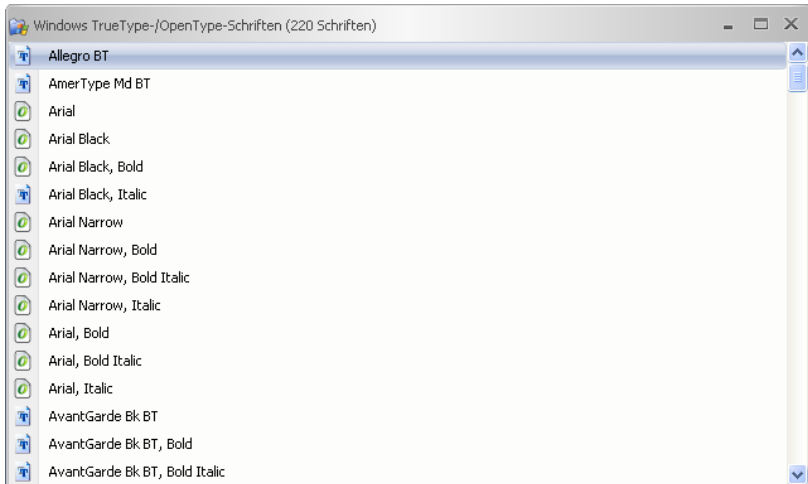 Windows TrueType-/OpenType-Schriften (220 Schriften)
Allegro BT
AmerType Md BT
Arial
Arial Black
Arial Black, Bold
Arial Black, Italic
Arial Narrow
Arial Narrow, Bold
Arial Narrow, Bold Italic
Arial Narrow, Italic
Arial, Bold
Arial, Bold Italic
Arial, Italic
AvantGarde Bk BT
AvantGarde Bk BT, Bold
AvantGarde Bk BT, Bold Italic